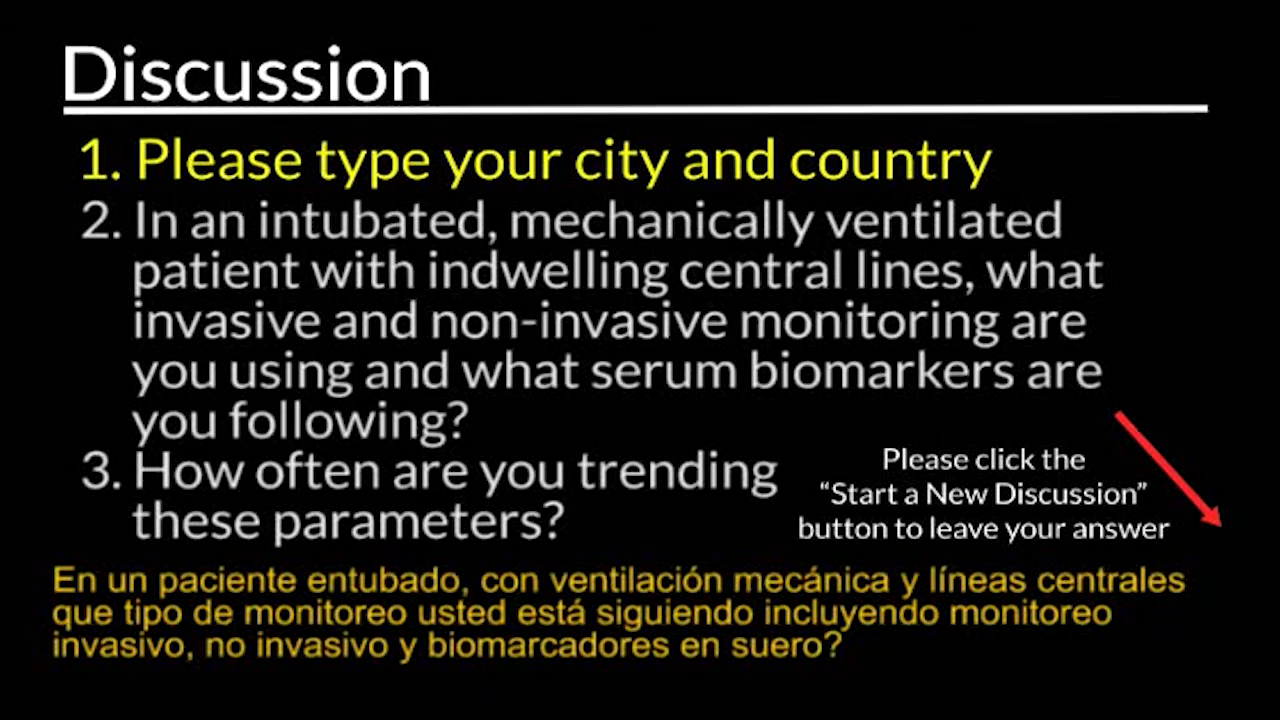 Discussion
1. Please type your city and country
2. In an intubated, mechanically ventilated
patient with indwelling central lines, what
invasive and non-invasive monitoring are
you using and what serum biomarkers are
you following?
3. How often are you trending
these parameters?
Please click the
“Start a New Discussion”
button to leave your answer
En un paciente entubado, con ventilación mecánica y líneas centrales
que tipo de monitoreo usted está siguiendo incluyendo monitoreo
invasivo, no invasivo y biomarcadores en suero?